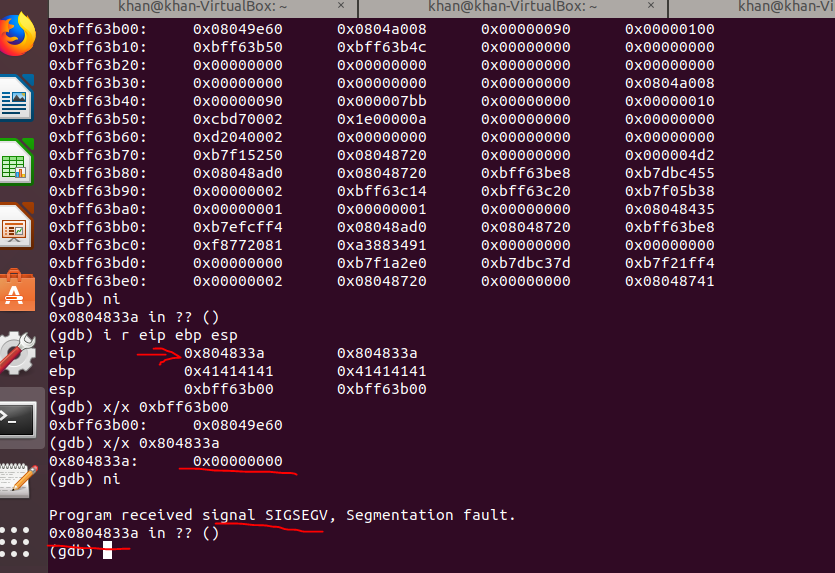 khan@khan-VirtualBox: ~ × khan@khan-VirtualBox: ~ × khan@khan-Vi
0xbff63b00: 0x08049e60 0x0804a008 0x00000090 0x00000100
0xbff63b10: 0xbff63b50 0xbff63b4c 0x00000000 0x00000000
0xbff63b20: 0x00000000 0x00000000 0x00000000 0x00000000
0xbff63b30: 0x00000000 0x00000000 0x00000000 0x0804a008
0xbff63b40: 0x00000090 0x000007bb 0x00000000 0x00000010
0xbff63b50: 0xcbd70002 0x1e00000a 0x00000000 0x00000000
0xbff63b60: 0xd2040002 0x00000000 0x00000000 0x00000000
0xbff63b70: 0xb7f15250 0x08048720 0x00000000 0x000004d2
0xbff63b80: 0x08048ad0 0x08048720 0xbff63be8 0xb7dbc455
0xbff63b90: 0x00000002 0xbff63c14 0xbff63c20 0xb7f05b38
0xbff63ba0: 0x00000001 0x00000001 0x00000000 0x08048435
0xbff63bb0: 0xb7efcff4 0x08048ad0 0x08048720 0xbff63be8
0xbff63bc0: 0xf8772081 0xa3883491 0x00000000 0x00000000
0xbff63bd0: 0x00000000 0xb7f1a2e0 0xb7dbc37d 0xb7f21ff4
0xbff63be0: 0x00000002 0x08048720 0x00000000 0x08048741
(gdb) ni
0x0804833a in ?? ()
(gdb) i r eip ebp esp
eip 0x804833a 0x804833a
ebp 0x41414141 0x41414141
esp 0xbff63b00 0xbff63b00
(gdb) x/x 0xbff63b00
0xbff63b00: 0x08049e60
(gdb) x/x 0x804833a
0x804833a: 0x00000000
(gdb) ni
Program received signal SIGSEGV, Segmentation fault.
0x0804833a in ?? ()
(gdb)